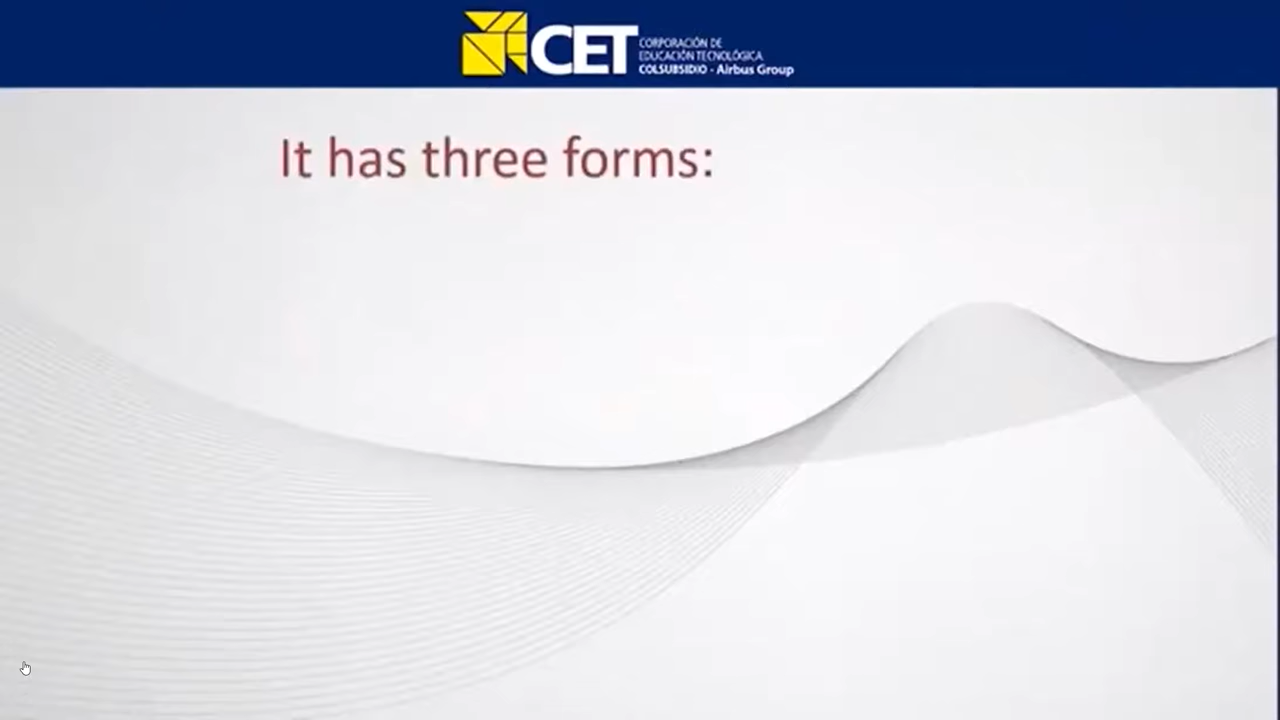 CET
CORPORACIÓN DE
EDUCACIÓN TECNOLÓGICA
COLSUBSIDIO - Airbus Group
It has three forms: